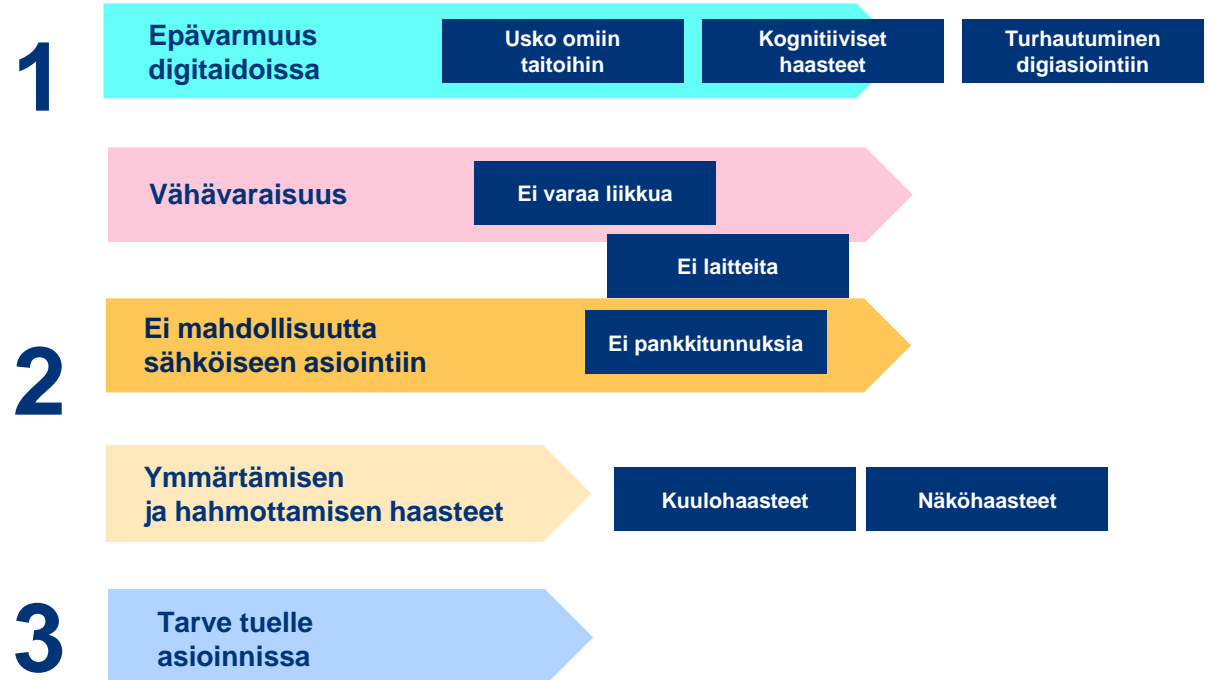 1
Epävarmuus
digitaidoissa
Usko omiin
taitoihin
Kognitiiviset
haasteet
Turhautuminen
digiasiointiin
Vähävaraisuus
Ei varaa liikkua
Ei laitteita
2
Ei mahdollisuutta
sähköiseen asiointiin
Ei pankkitunnuksia
Ymmärtämisen
ja hahmottamisen haasteet
Kuulohaasteet
Näköhaasteet
3
Tarve tuelle
asioinnissa